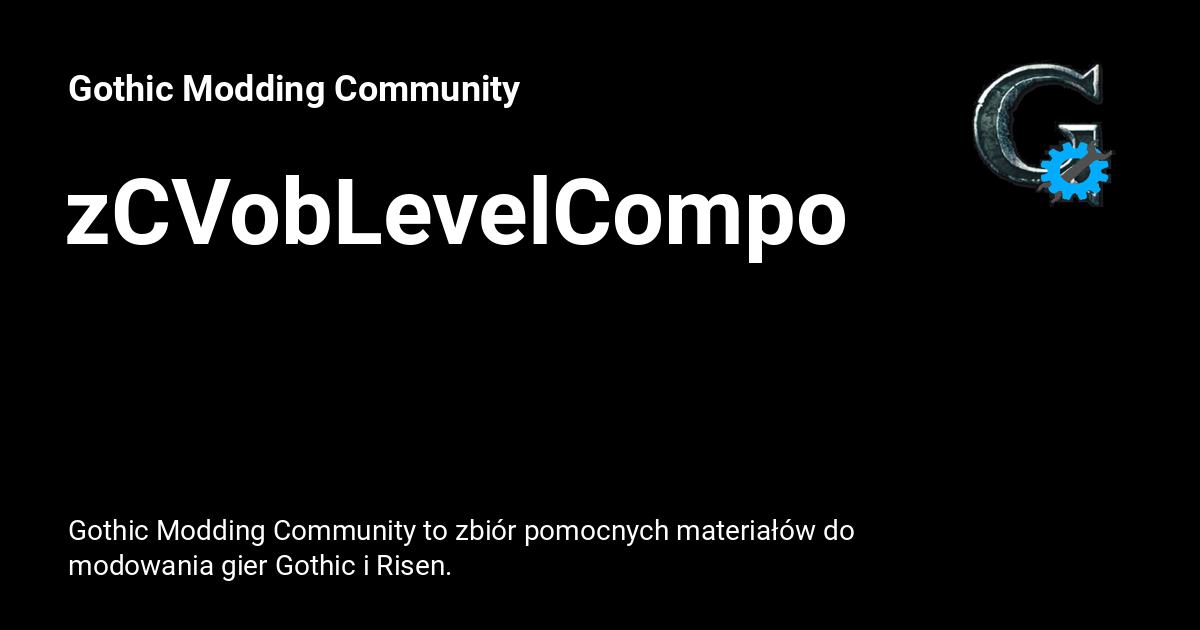 Gothic Modding Community
zCVobLevelCompo
Gothic Modding Community to zbiór pomocnych materiałów do
modowania gier Gothic i Risen.